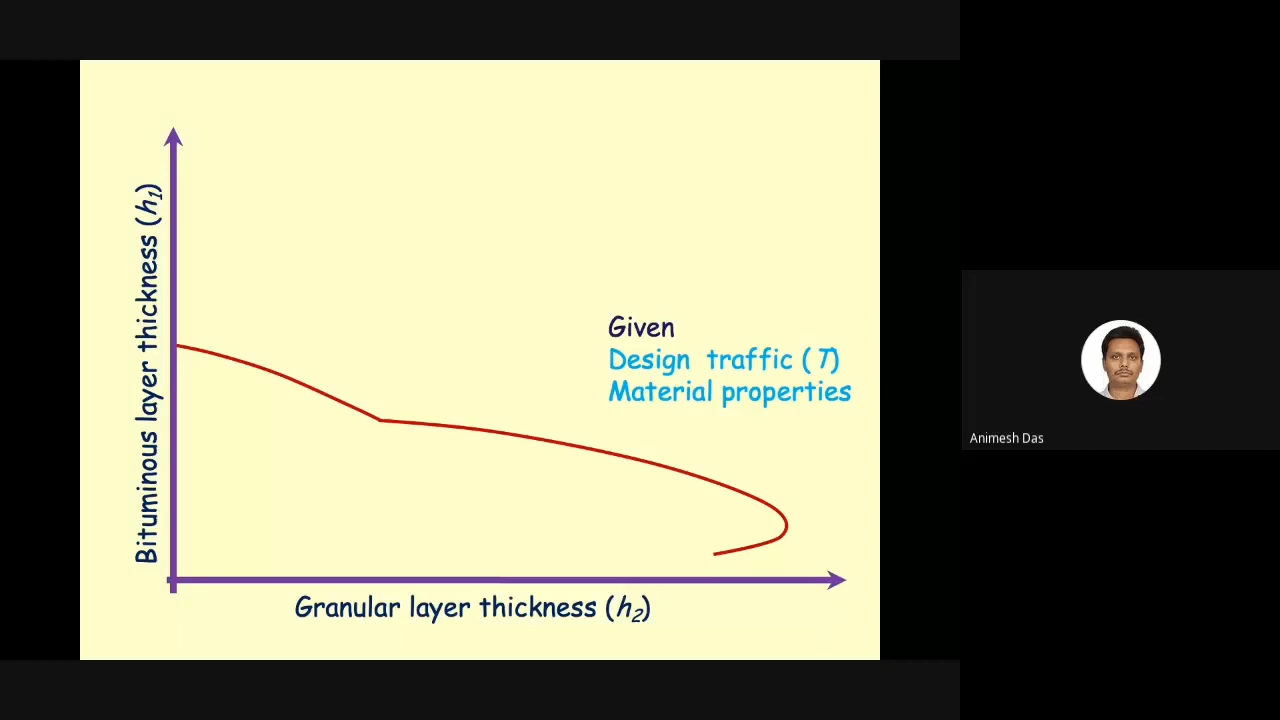 Bituminous layer thickness (h1)
Given
Design traffic (T)
Material properties
Granular layer thickness (h2)
Animesh Das